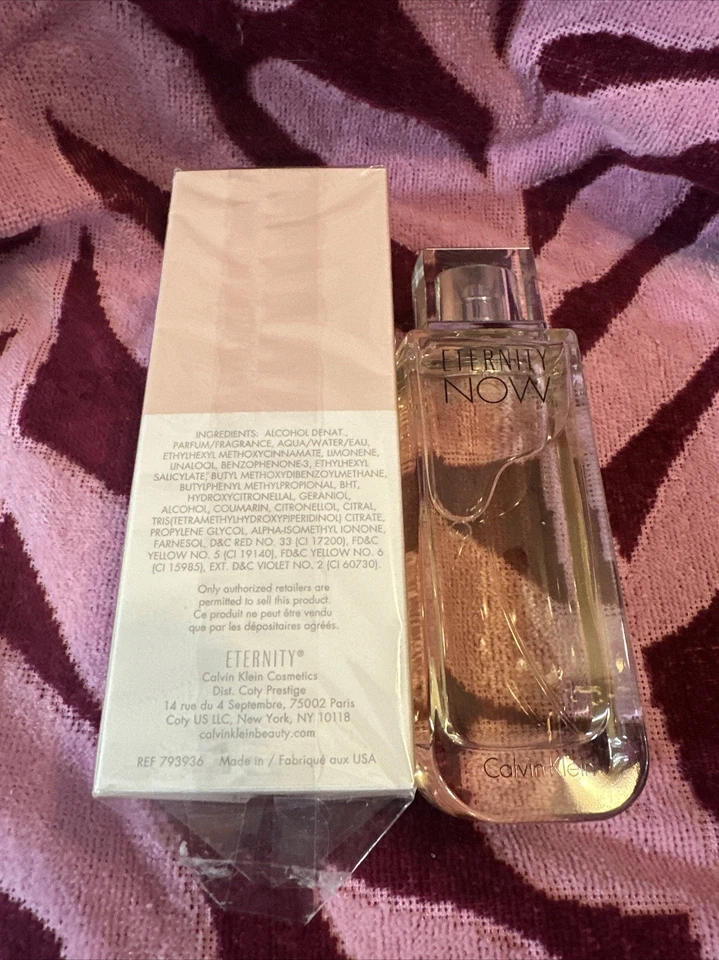 INGREDIENTS: ALCOHOL DENAT.,
PARFUM/FRAGRANCE, AQUA/WATER/EAU,
ETHYLHEXYL METHOXYCINNAMATE, LIMONENE,
LINALOOL, BENZOPHENONE-3, ETHYLHEXYL
SALICYLATE, BUTYL METHOXYDIBENZOYLMETHANE,
BUTYLPHENYL METHYLPROPIONAL, BHT,
HYDROXYCITRONELLAL, GERANIOL,
ALCOHOL, COUMARIN, CITRONELLOL, CITRAL,
TRIS(TETRAMETHYLHYDROXYPIPERIDINOL) CITRATE,
PROPYLENE GLYCOL, ALPHA-ISOMETHYL IONONE,
FARNESOL, D&C RED NO. 33 (CI 17200), FD&C
YELLOW NO. 5 (CI 19140), FD&C YELLOW NO. 6
(CI 15985), EXT. D&C VIOLET NO. 2 (CI 60730).
Only authorized retailers are
permitted to sell this product.
Ce produit ne peut être vendu
que par les dépositaires agréés.
ETERNITY®
Calvin Klein Cosmetics
Dist. Coty Prestige
14 rue du 4 Septembre, 75002 Paris
Coty US LLC, New York, NY 10118
calvinkleinbeauty.com
REF 793936 Made in / Fabriqué aux USA
ETERNITY
NOW
Calvin Klein